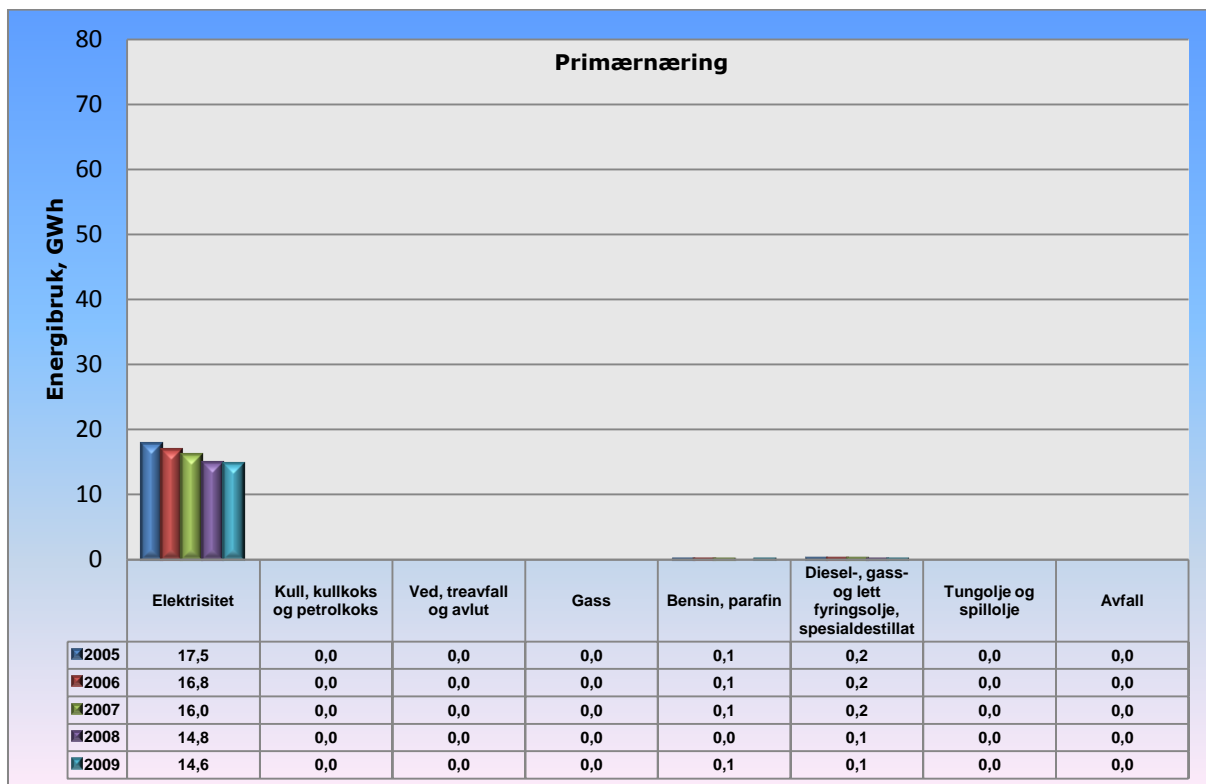 Primærnæring
Energibruk, GWh
80
70
60
50
40
30
20
10
0
Elektrisitet
Kull, kullkoks
og petrolkoks
Ved, treavfall
og avlut
Gass
Bensin, parafin
Diesel-, gass-
og lett
fyringsolje,
spesialdestillat
Tungolje og
spillolje
Avfall
2005 17,5 0,0 0,0 0,0 0,1 0,2 0,0 0,0
2006 16,8 0,0 0,0 0,0 0,1 0,2 0,0 0,0
2007 16,0 0,0 0,0 0,0 0,1 0,2 0,0 0,0
2008 14,8 0,0 0,0 0,0 0,0 0,1 0,0 0,0
2009 14,6 0,0 0,0 0,0 0,1 0,1 0,0 0,0